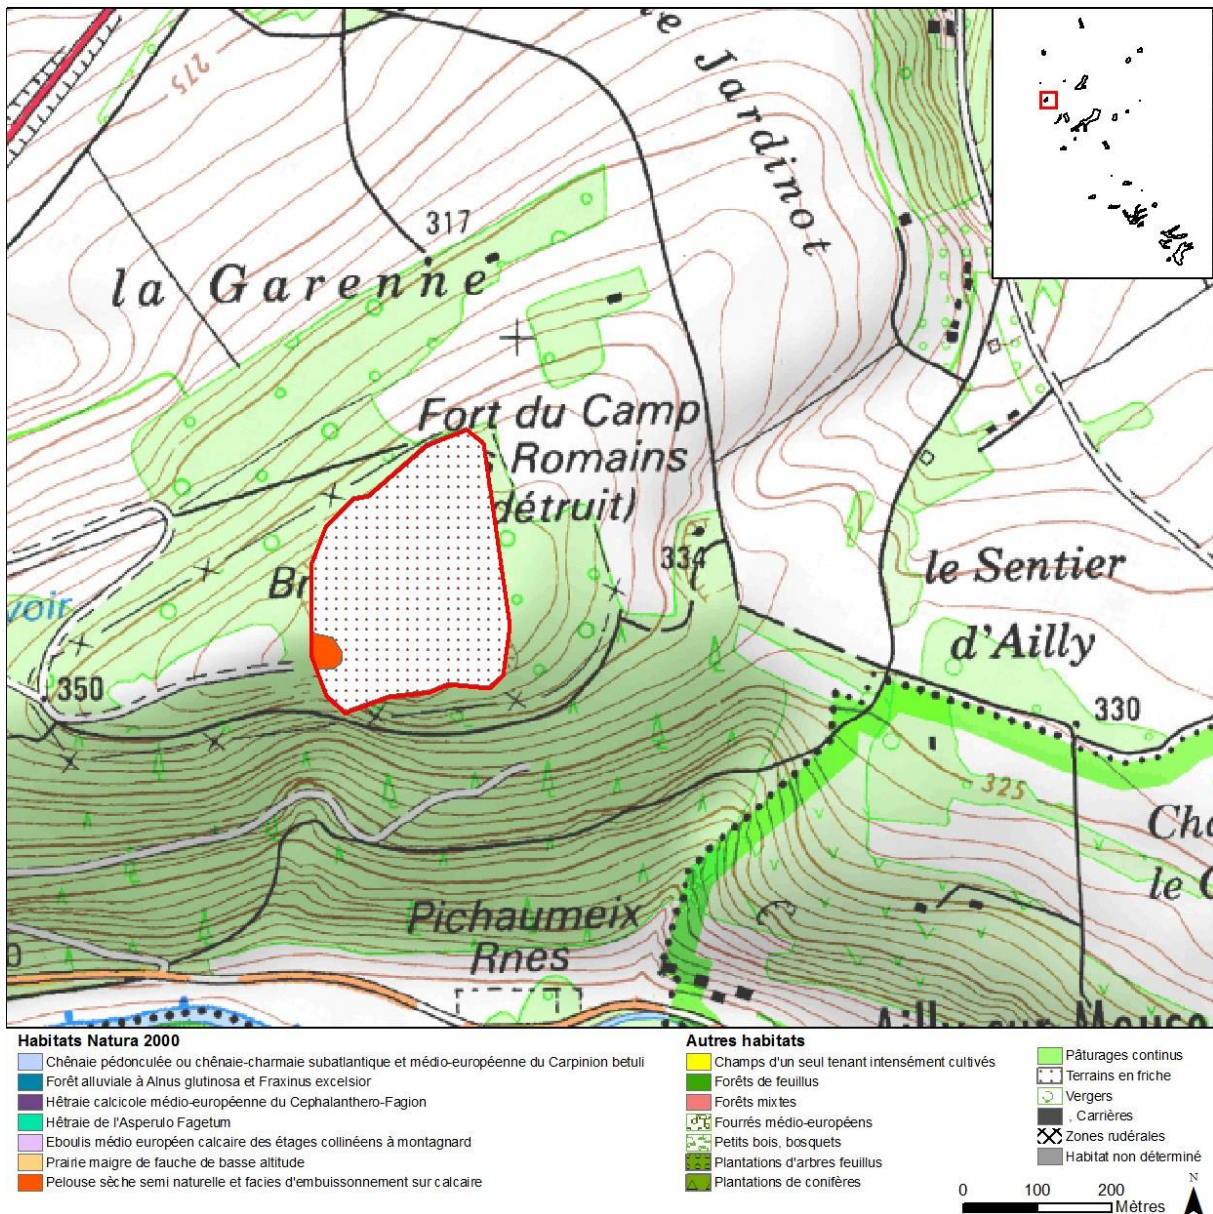 le Jardinot
275
317
la Garenne
Fort du Camp
Romains
détruit)
334
Br
voir
350
le Sentier
d'Ailly
330
325
Pichaumeix
Rnes
Ailly-sur-Meuse
Habitats Natura 2000
Chênaie pédonculée ou chênaie-charmaie subatlantique et médio-européenne du Carpinion betuli
Forêt alluviale à Alnus glutinosa et Fraxinus excelsior
Hêtraie calcicole médio-européenne du Cephalanthero-Fagion
Hêtraie de l'Asperulo Fagetum
Eboulis médio européen calcaire des étages collinéens à montagnard
Prairie maigre de fauche de basse altitude
Pelouse sèche semi naturelle et facies d'embuissonnement sur calcaire
Autres habitats
Champs d'un seul tenant intensément cultivés
Forêts de feuillus
Forêts mixtes
Fourrés médio-européens
Petits bois, bosquets
Plantations d'arbres feuillus
Plantations de conifères
Pâturages continus
Terrains en friche
Vergers
, Carrières
Zones rudérales
Habitat non déterminé
0 100 200
Mètres
N